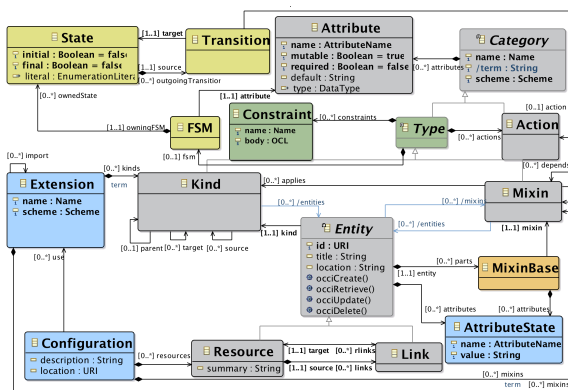 State
initial : Boolean = false
final : Boolean = false
literal : EnumerationLitera
[1..1] target
Transition
[1..1] source
[0..*] outgoingTransition
[0..*] ownedState
[1..1] owningFSM
FSM
[0..1] fsm
[1..1] attribute
Attribute
name : AttributeName
mutable : Boolean = true
required : Boolean = false
default : String
type : DataType
[0..*] attributes
Category
name : Name
/term : String
scheme : Scheme
Constraint
name : Name
body : OCL
[0..*] constraints
Type
[0..*] actions
[0..1] action
Action
[0..*] depends
[0..*] import
Extension
name : Name
scheme : Scheme
[0..*] kinds
term
Kind
[0..*] applies
[0..*] /entities
[0..1] parent
[0..*] target
[0..*] source
[1..1] kind
Entity
id : URI
title : String
location : String
occiCreate()
occiRetrieve()
occiUpdate()
occiDelete()
[0..*] /mixins
[0..*] /entities
Mixin
[1..1] mixin
[0..*] parts
[1..1] entity
MixinBase
[0..*] attributes
[0..*] attributes
AttributeState
name : AttributeName
value : String
[0..*] use
Configuration
description : String
location : URI
[0..*] resources
Resource
summary : String
[1..1] target
[0..*] rlinks
[1..1] source
[0..*] links
Link
[0..*] mixins
term
[0..*] mixins